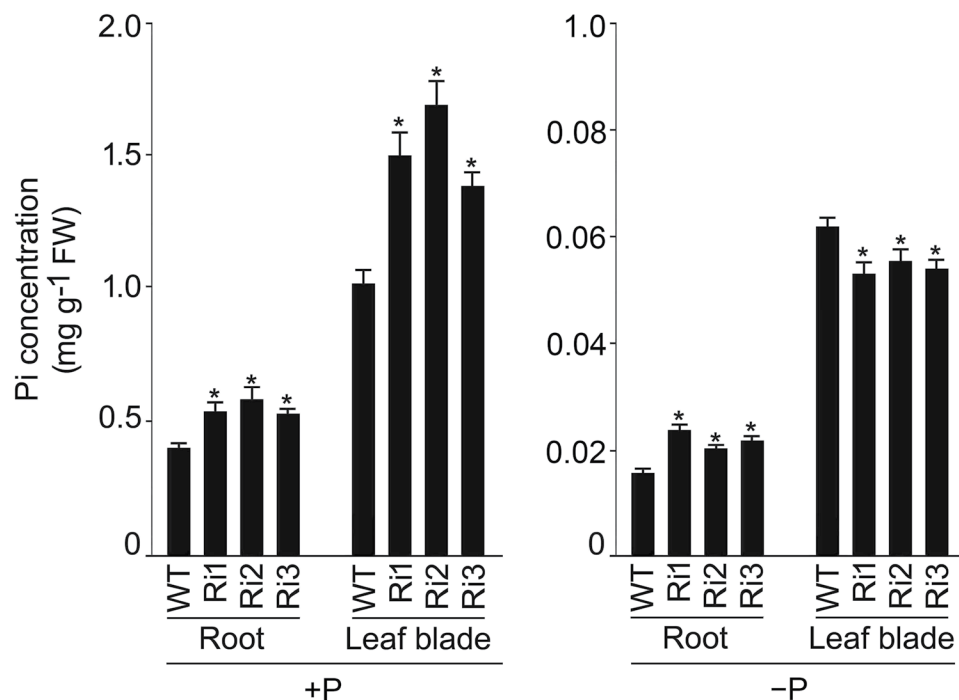 Pi concentration
(mg g-1 FW)
2.0
1.5
1.0
0.5
0
* * * * * *
WT Ri1 Ri2 Ri3 WT Ri1 Ri2 Ri3
Root Leaf blade
+P
1.0
0.08
0.06
0.04
0.02
0
* * * * * *
WT Ri1 Ri2 Ri3 WT Ri1 Ri2 Ri3
Root Leaf blade
−P